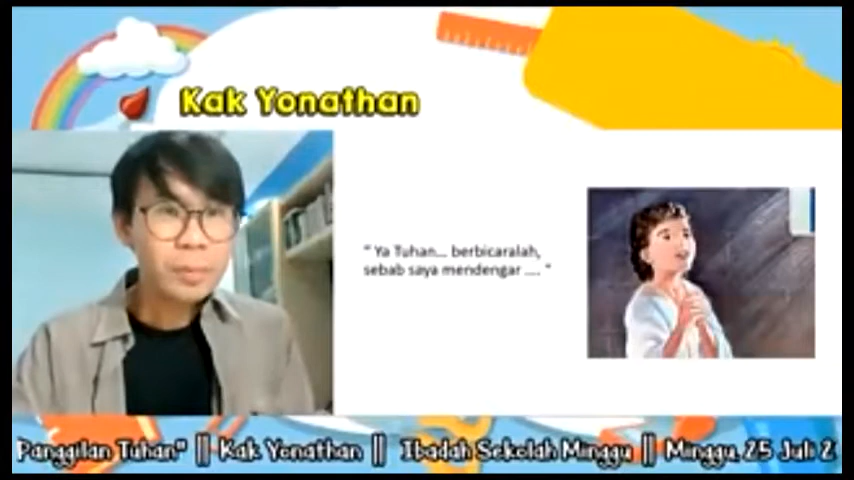 Kak Yonathan
“ Ya Tuhan... berbicaralah,
sebab saya mendengar .... ”
Panggilan Tuhan" || Kak Yonathan || Ibadah Sekolah Minggu || Minggu, 25 Juli 2